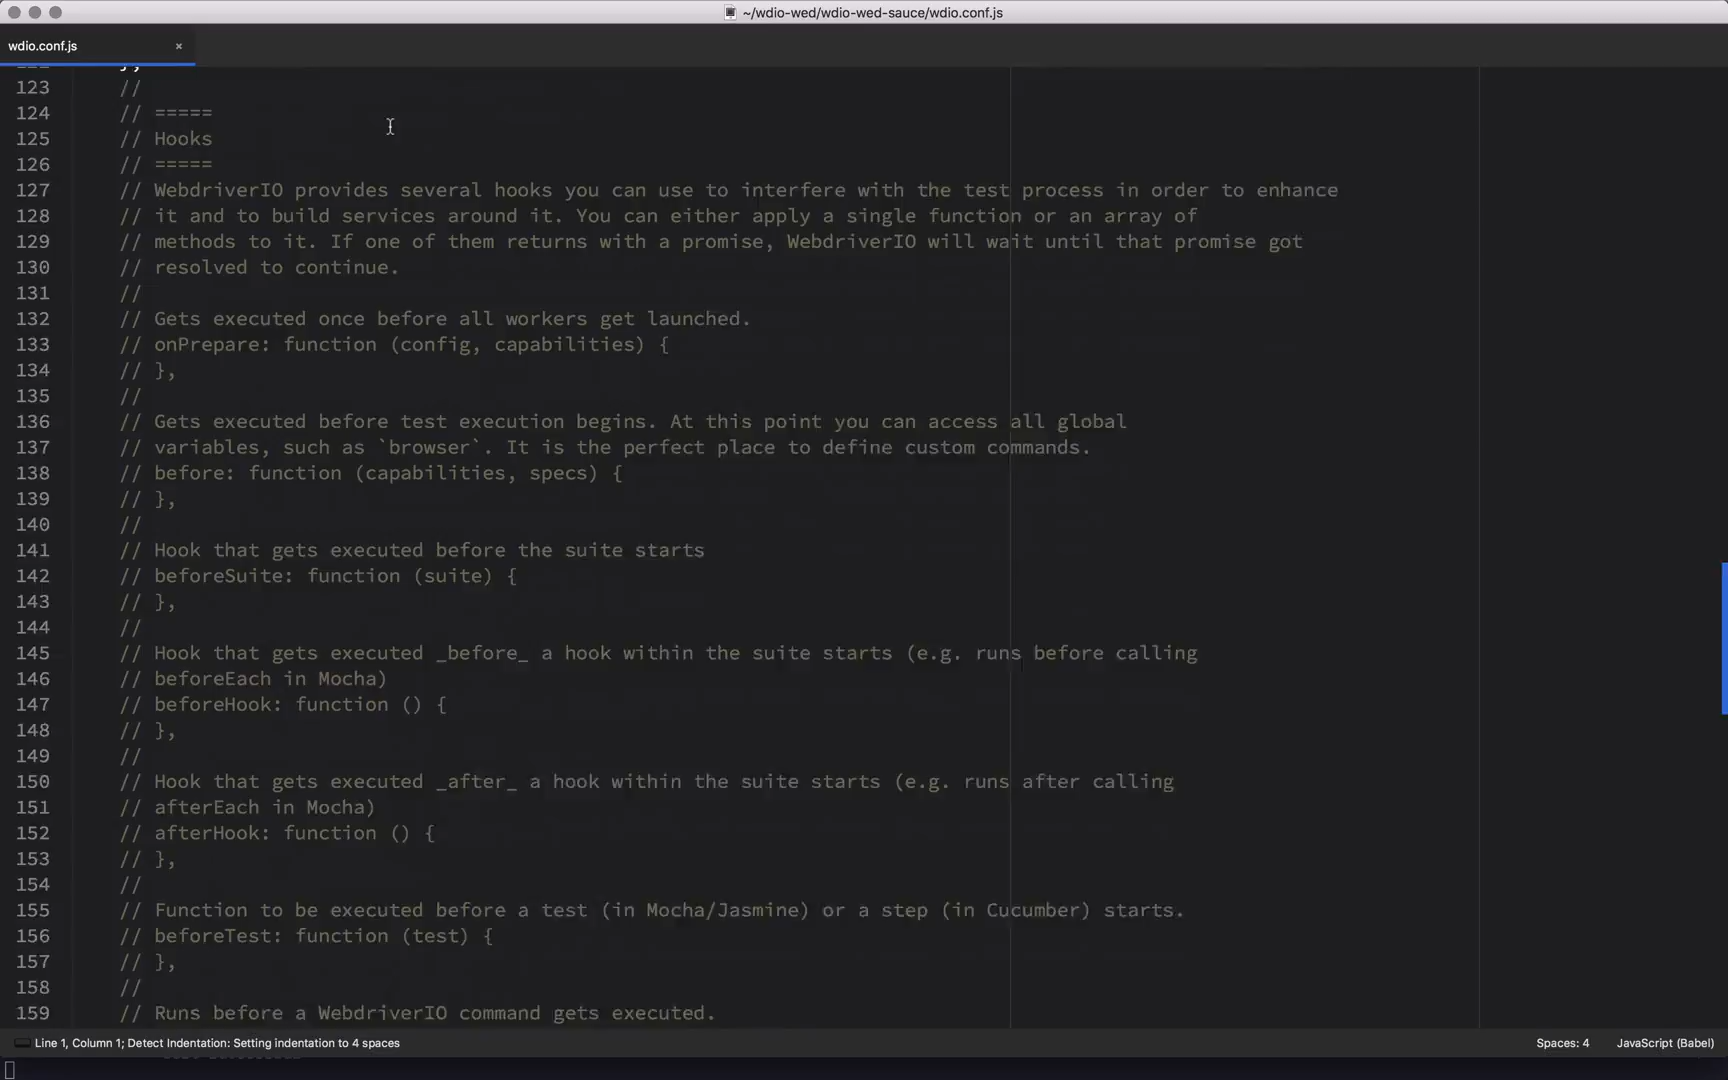 ~/wdio-wed/wdio-wed-sauce/wdio.conf.js
wdio.conf.js ×
123 //
124 // =====
125 // Hooks
126 // =====
127 // WebdriverIO provides several hooks you can use to interfere with the test process in order to enhance
128 // it and to build services around it. You can either apply a single function or an array of
129 // methods to it. If one of them returns with a promise, WebdriverIO will wait until that promise got
130 // resolved to continue.
131 //
132 // Gets executed once before all workers get launched.
133 // onPrepare: function (config, capabilities) {
134 // },
135 //
136 // Gets executed before test execution begins. At this point you can access all global
137 // variables, such as `browser`. It is the perfect place to define custom commands.
138 // before: function (capabilities, specs) {
139 // },
140 //
141 // Hook that gets executed before the suite starts
142 // beforeSuite: function (suite) {
143 // },
144 //
145 // Hook that gets executed _before_ a hook within the suite starts (e.g. runs before calling
146 // beforeEach in Mocha)
147 // beforeHook: function () {
148 // },
149 //
150 // Hook that gets executed _after_ a hook within the suite starts (e.g. runs after calling
151 // afterEach in Mocha)
152 // afterHook: function () {
153 // },
154 //
155 // Function to be executed before a test (in Mocha/Jasmine) or a step (in Cucumber) starts.
156 // beforeTest: function (test) {
157 // },
158 //
159 // Runs before a WebdriverIO command gets executed.
Line 1, Column 1; Detect Indentation: Setting indentation to 4 spaces
Spaces: 4
JavaScript (Babel)